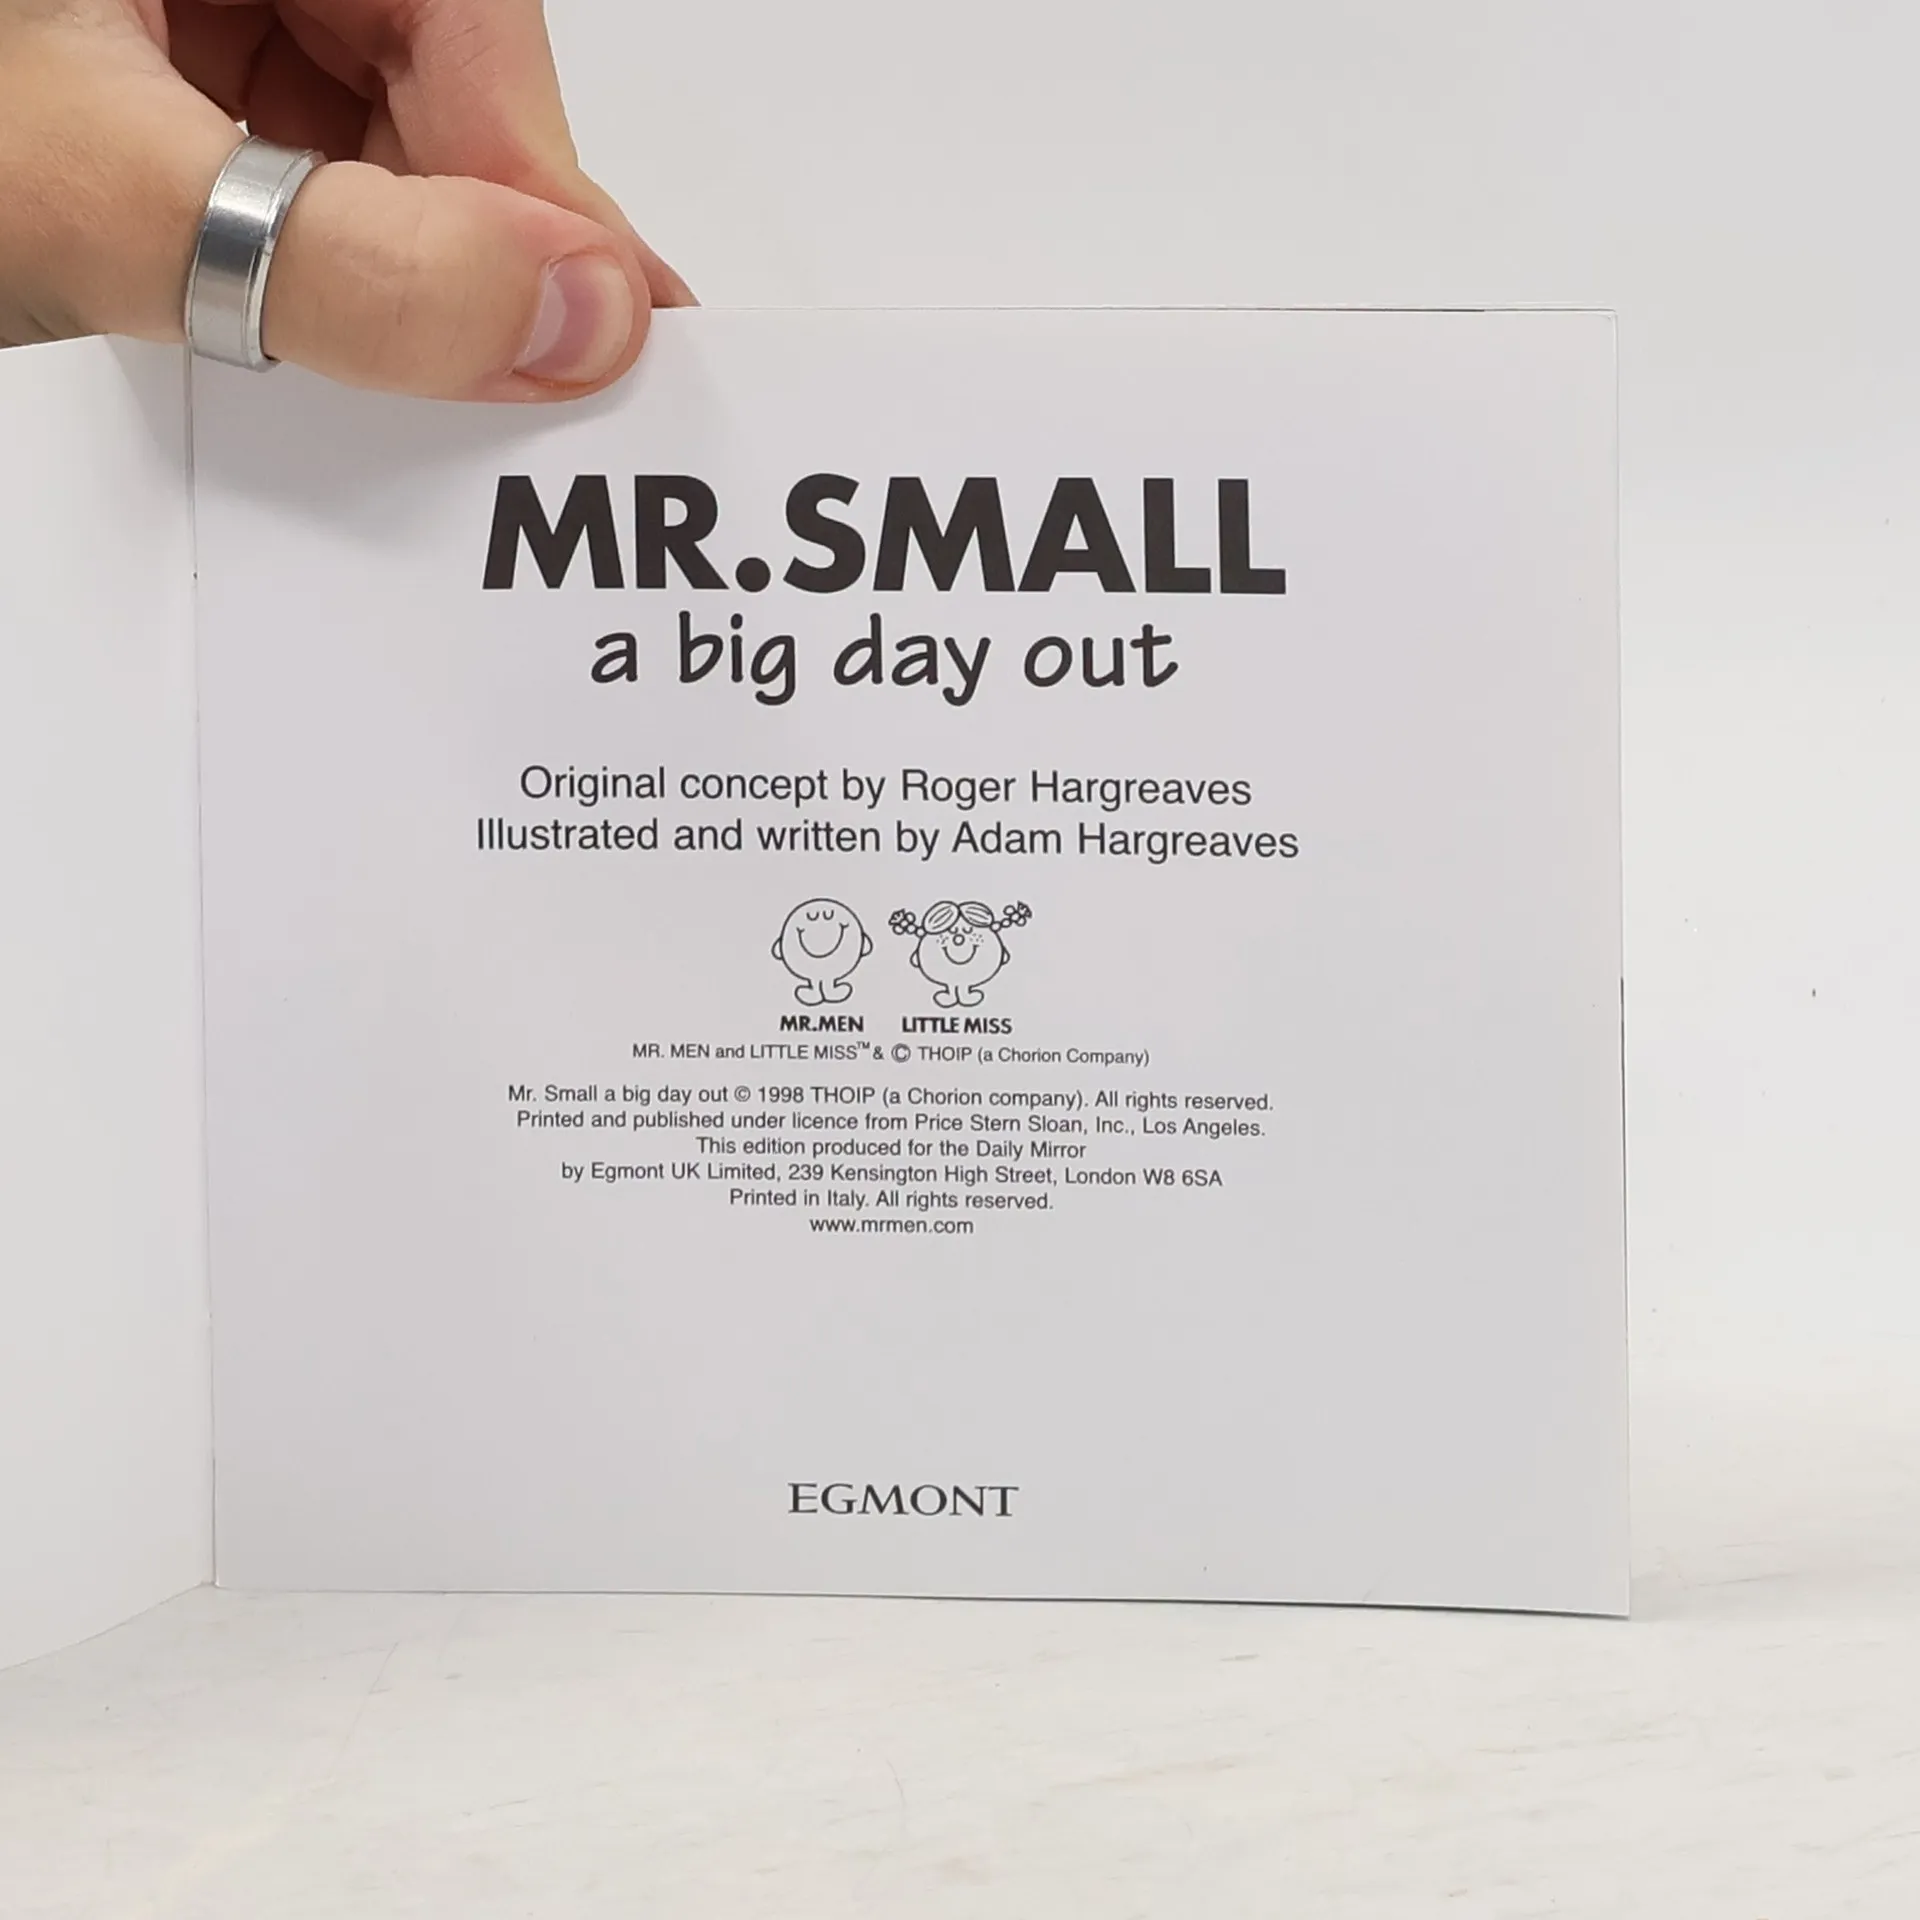 MR.SMALL
a big day out
Original concept by Roger Hargreaves
Illustrated and written by Adam Hargreaves
MR.MEN LITTLE MISS
MR. MEN and LITTLE MISS™ & © THOIP (a Chorion Company)
Mr. Small a big day out © 1998 THOIP (a Chorion company). All rights reserved.
Printed and published under licence from Price Stern Sloan, Inc., Los Angeles.
This edition produced for the Daily Mirror
by Egmont UK Limited, 239 Kensington High Street, London W8 6SA
Printed in Italy. All rights reserved.
www.mrmen.com
EGMONT